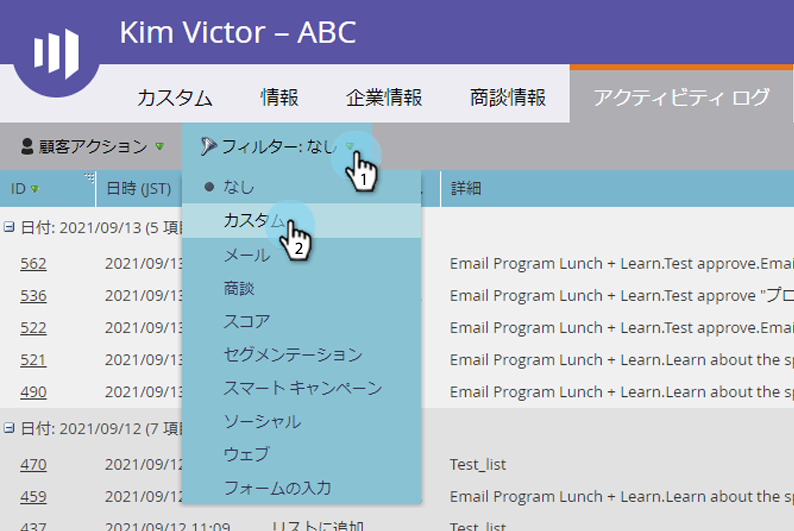 Kim Victor – ABC
カスタム 情報 企業情報 商談情報 アクティビティ ログ
顧客アクション フィルター: なし
1
ID 日時 (JST) 詳細
なし
カスタム
2
メール
商談
スコア
セグメンテーション
スマート キャンペーン
ソーシャル
ウェブ
フォームの入力
日付: 2021/09/13 (5 項
562 2021/09/13 Email Program Lunch + Learn.Test approve.Emai
536 2021/09/13 Email Program Lunch + Learn.Test approve "プロ
522 2021/09/13 Email Program Lunch + Learn.Test approve.Emai
521 2021/09/13 Email Program Lunch + Learn.Learn about the sp
490 2021/09/13 Email Program Lunch + Learn.Learn about the sp
日付: 2021/09/12 (7 項
470 2021/09/12 Test_list
459 2021/09/12 Email Program Lunch + Learn.Learn about the sp
437 2021/09/12 11:09 リストに追加 Test_list